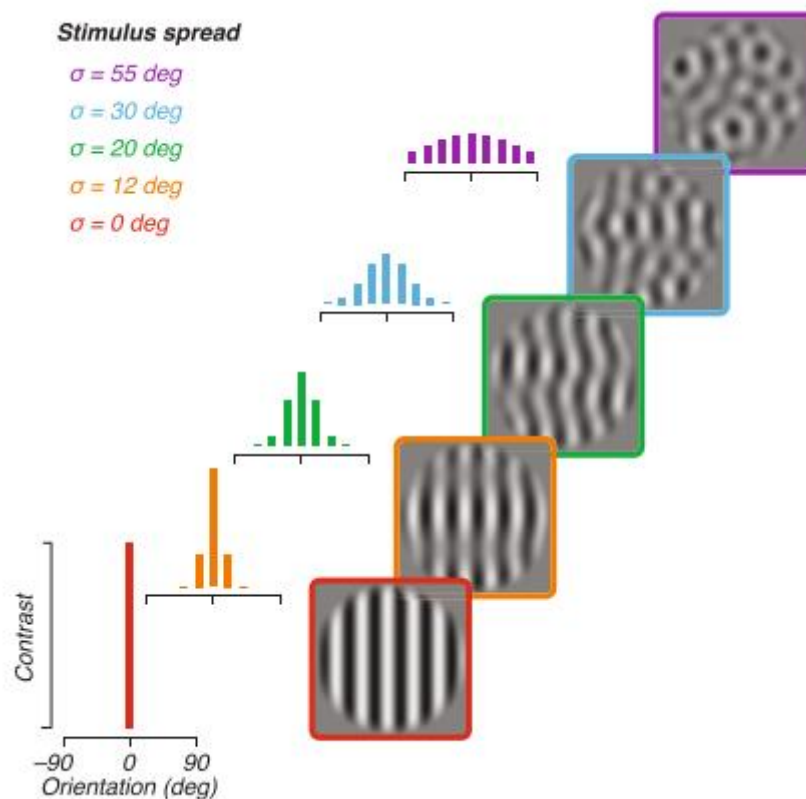 Stimulus spread
σ = 55 deg
σ = 30 deg
σ = 20 deg
σ = 12 deg
σ = 0 deg
Contrast
–90 0 90
Orientation (deg)